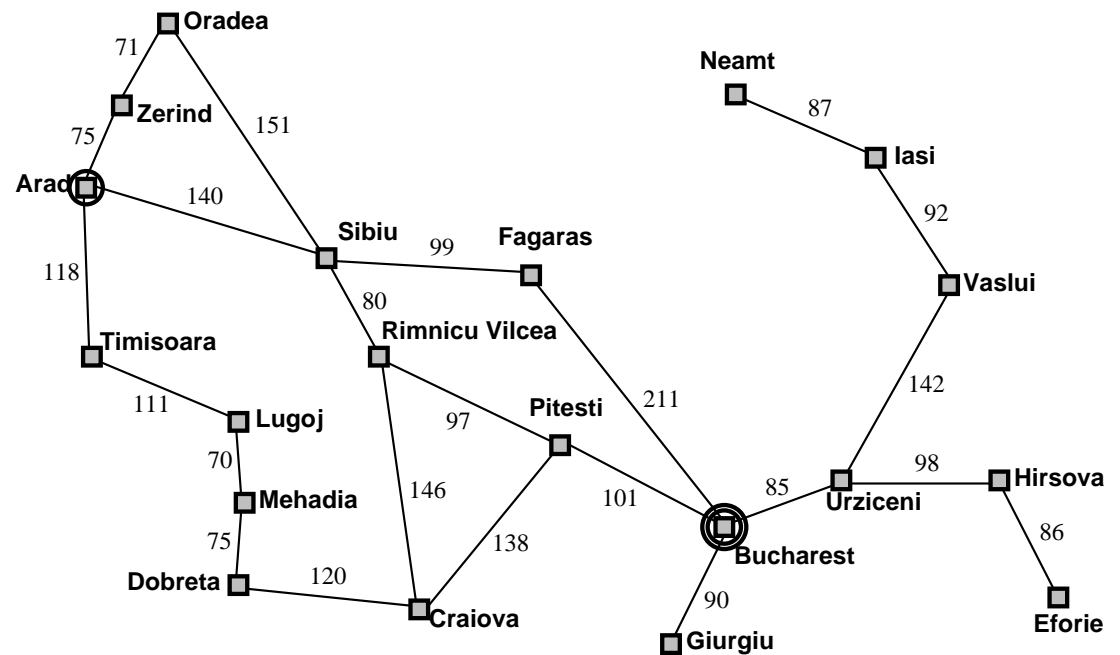 Oradea
71
Neamt
87
Zerind
75
151
Iasi
Arad
140
92
Sibiu
99
Fagaras
118
Vaslui
80
Timisoara
Rimnicu Vilcea
142
111
211
Lugoj
97
Pitesti
70
98
Hirsova
Mehadia
146
101
85
Urziceni
75
138
86
Bucharest
Dobreta
120
90
Craiova
Eforie
Giurgiu